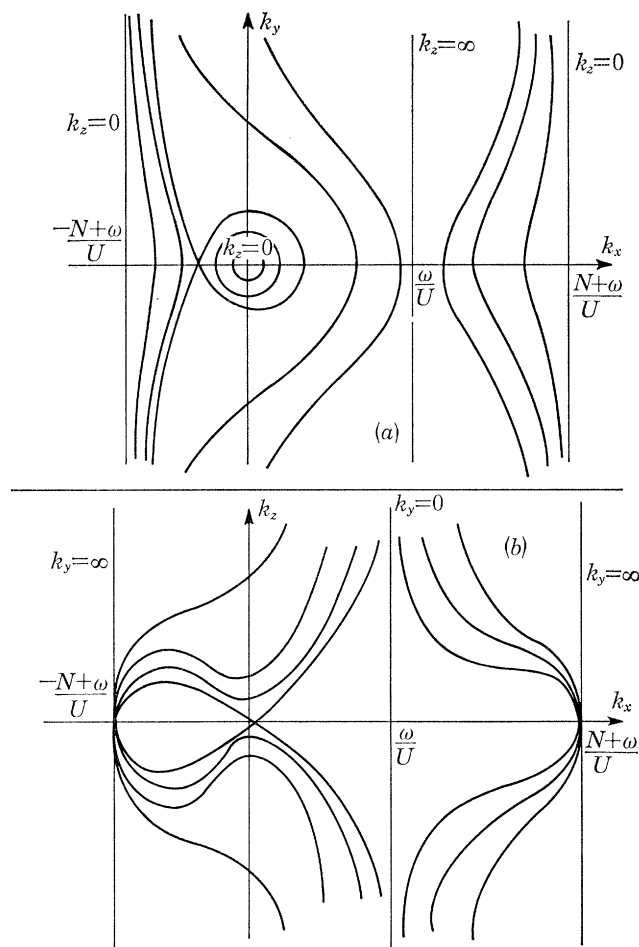 k_y
k_z=∞
k_z=0
k_z=0
k_z=0
-N+ω
U
k_x
ω
U
N+ω
U
(a)
k_z
k_y=0
(b)
k_y=∞
k_y=∞
-N+ω
U
k_x
ω
U
N+ω
U